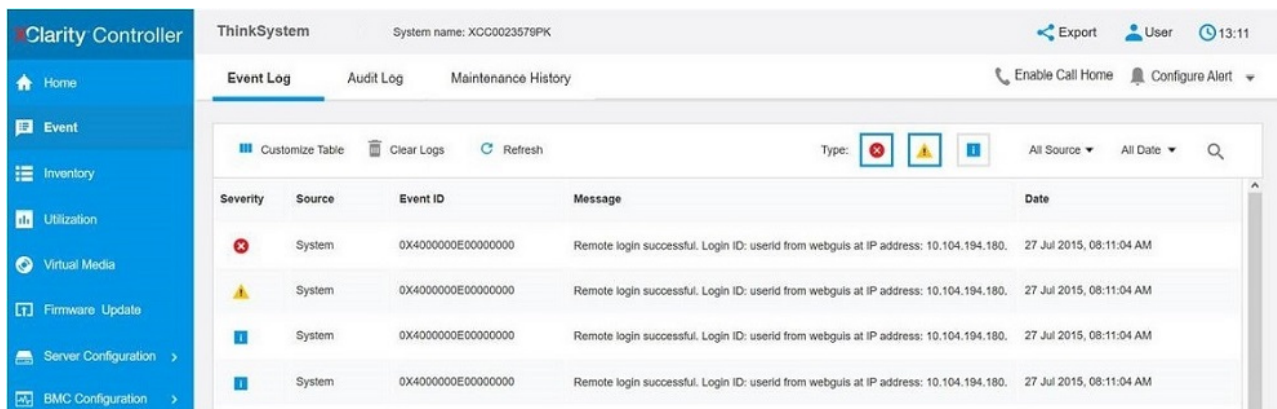 XClarity Controller
ThinkSystem System name: XCC0023579PK Export User 13:11
Home
Event Log Audit Log Maintenance History Enable Call Home Configure Alert
Event
Customize Table Clear Logs Refresh Type: All Source All Date
Inventory
Severity Source Event ID Message Date
Utilization
System 0X4000000E00000000 Remote login successful. Login ID: userid from webguis at IP address: 10.104.194.180. 27 Jul 2015, 08:11:04 AM
Virtual Media
System 0X4000000E00000000 Remote login successful. Login ID: userid from webguis at IP address: 10.104.194.180. 27 Jul 2015, 08:11:04 AM
Firmware Update
System 0X4000000E00000000 Remote login successful. Login ID: userid from webguis at IP address: 10.104.194.180. 27 Jul 2015, 08:11:04 AM
Server Configuration
System 0X4000000E00000000 Remote login successful. Login ID: userid from webguis at IP address: 10.104.194.180. 27 Jul 2015, 08:11:04 AM
BMC Configuration